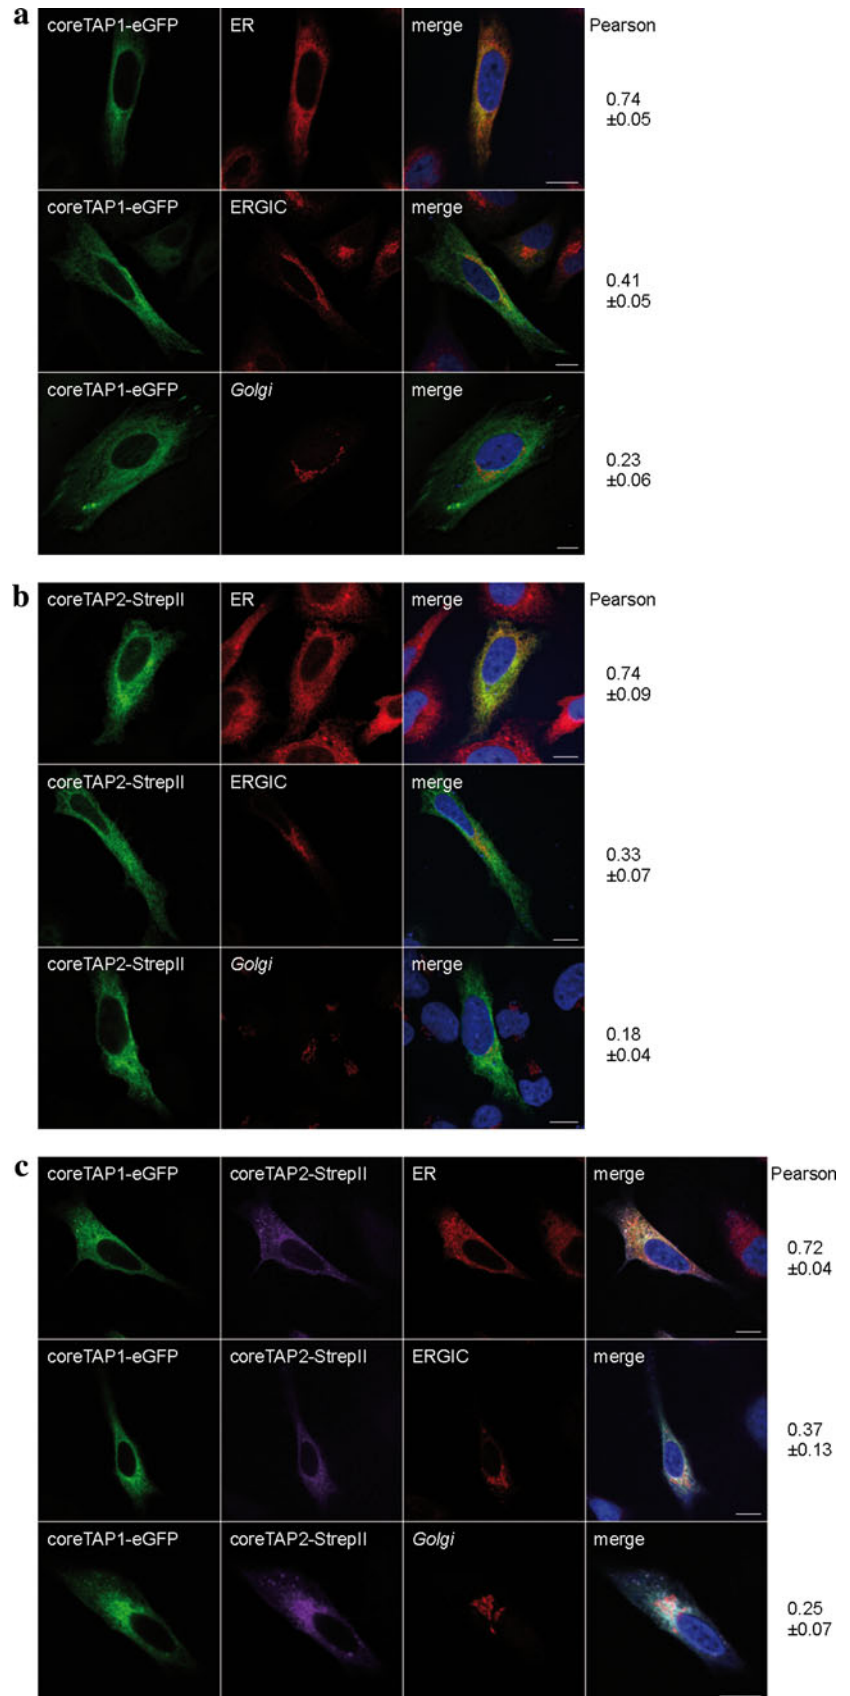 a
coreTAP1-eGFP ER merge Pearson
0.74
±0.05
coreTAP1-eGFP ERGIC merge
0.41
±0.05
coreTAP1-eGFP Golgi merge
0.23
±0.06
b
coreTAP2-StrepII ER merge Pearson
0.74
±0.09
coreTAP2-StrepII ERGIC merge
0.33
±0.07
coreTAP2-StrepII Golgi merge
0.18
±0.04
c
coreTAP1-eGFP coreTAP2-StrepII ER merge Pearson
0.72
±0.04
coreTAP1-eGFP coreTAP2-StrepII ERGIC merge
0.37
±0.13
coreTAP1-eGFP coreTAP2-StrepII Golgi merge
0.25
±0.07